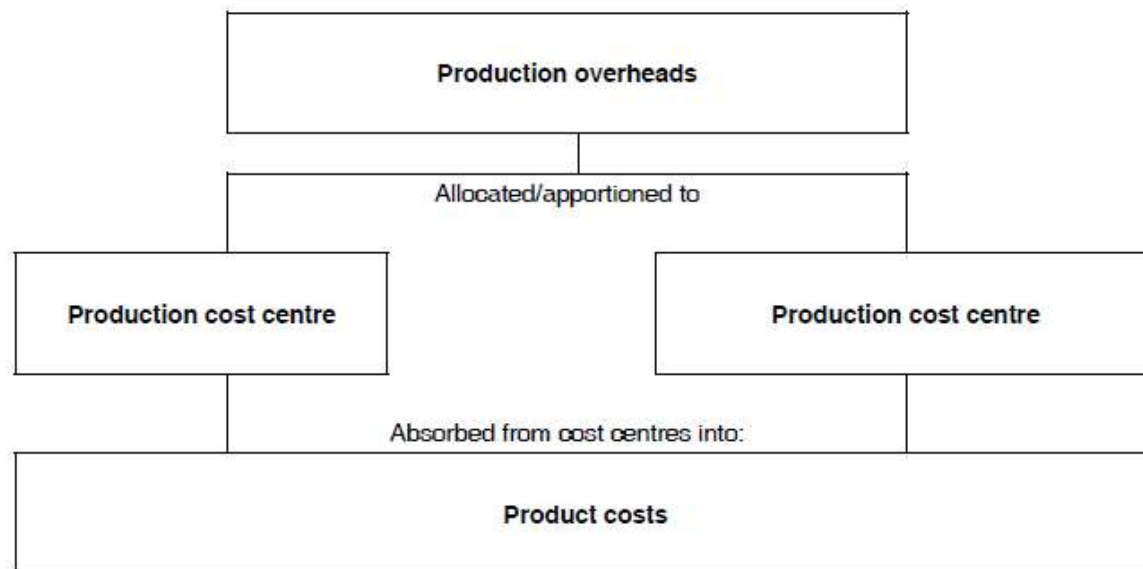 Production overheads
Allocated/apportioned to
Production cost centre
Production cost centre
Absorbed from cost centres into:
Product costs